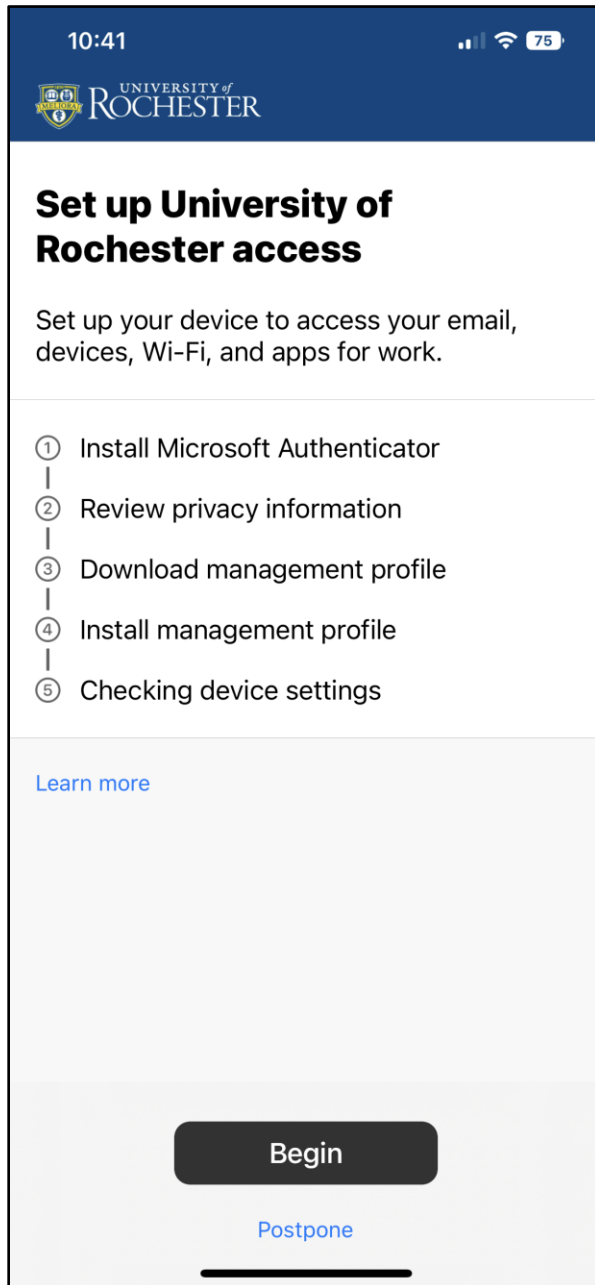 10:41
75
UNIVERSITY of
ROCHESTER
MELIORA
Set up University of
Rochester access
Set up your device to access your email,
devices, Wi-Fi, and apps for work.
1 Install Microsoft Authenticator
2 Review privacy information
3 Download management profile
4 Install management profile
5 Checking device settings
Learn more
Begin
Postpone